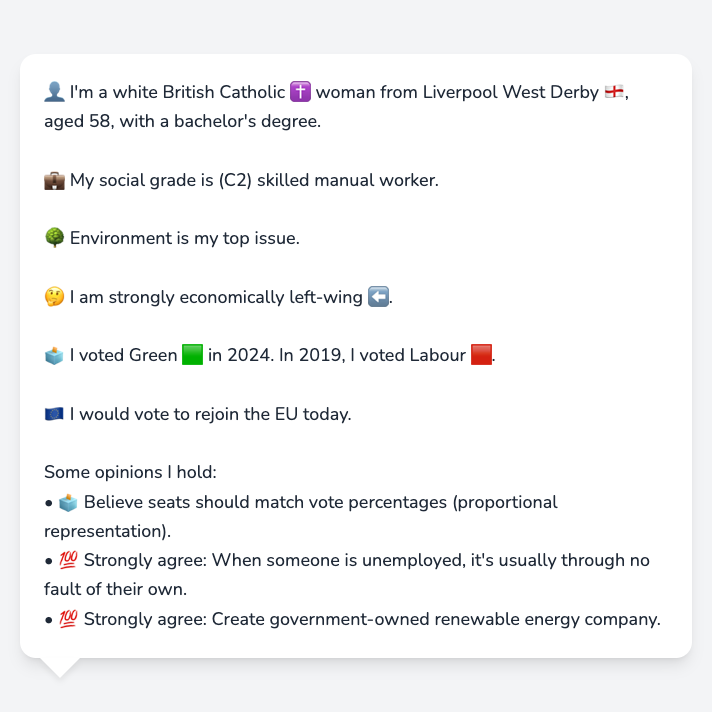 👤 I'm a white British Catholic ✝️ woman from Liverpool West Derby 🏴󠁧󠁢󠁥󠁮󠁧󠁿,
aged 58, with a bachelor's degree.
💼 My social grade is (C2) skilled manual worker.
🌳 Environment is my top issue.
🤔 I am strongly economically left-wing ⬅️.
🗳️ I voted Green 🟩 in 2024. In 2019, I voted Labour 🟥.
🇪🇺 I would vote to rejoin the EU today.
Some opinions I hold:
• 🗳️ Believe seats should match vote percentages (proportional
representation).
• 💯 Strongly agree: When someone is unemployed, it's usually through no
fault of their own.
• 💯 Strongly agree: Create government-owned renewable energy company.